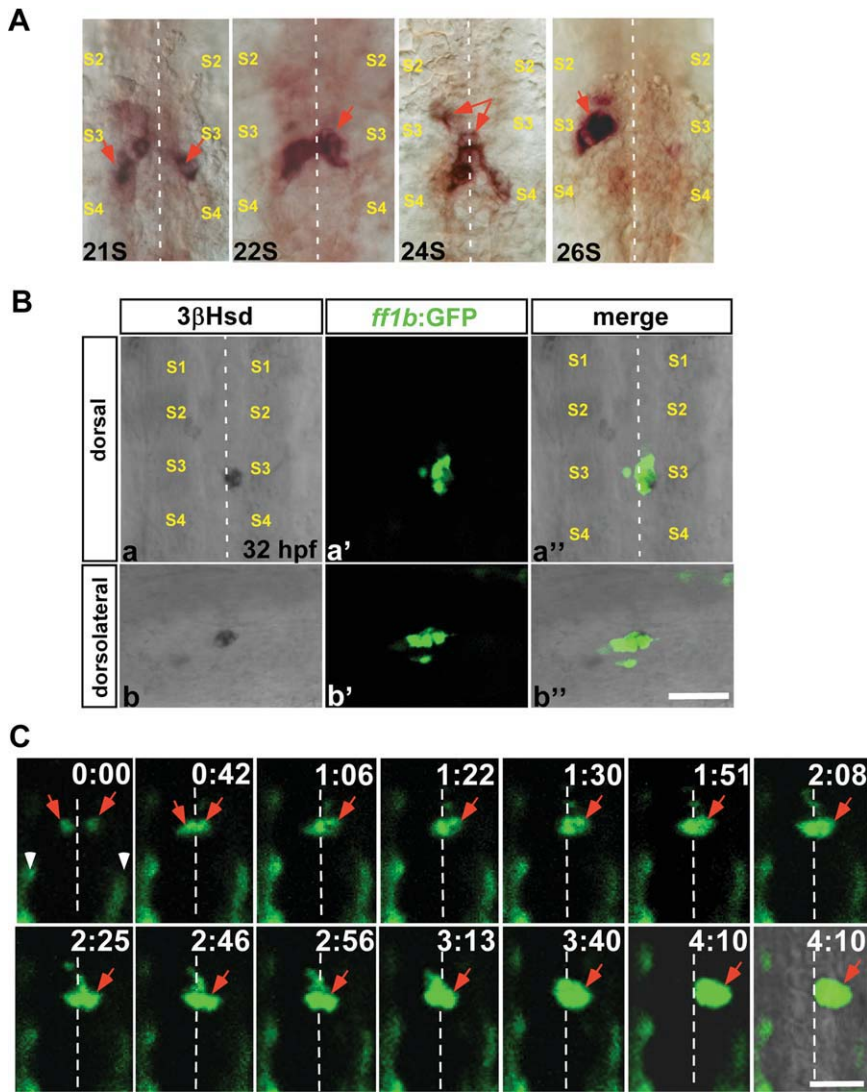 A
S2 S2 S2 S2 S2 S2 S2 S2
S3 S3 S3 S3 S3 S3 S3 S3
S4 S4 S4 S4 S4 S4 S4 S4
21S 22S 24S 26S
B
3βHsd ff1b:GFP merge
dorsal
S1 S1 S1 S1
S2 S2 S2 S2
S3 S3 S3 S3
S4 S4 S4 S4
a 32 hpf a' a''
dorsolateral
b b' b''
C
0:00 0:42 1:06 1:22 1:30 1:51 2:08
2:25 2:46 2:56 3:13 3:40 4:10 4:10